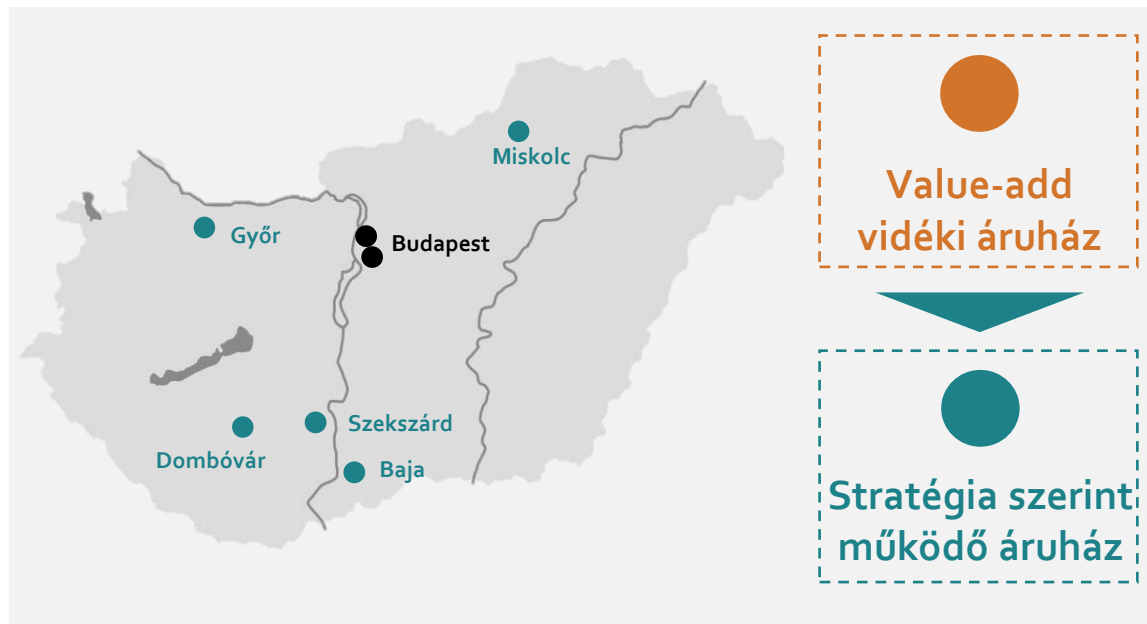 Miskolc
Győr
Budapest
Szekszárd
Dombóvár
Baja
Value-add
vidéki áruház
Stratégia szerint
működő áruház